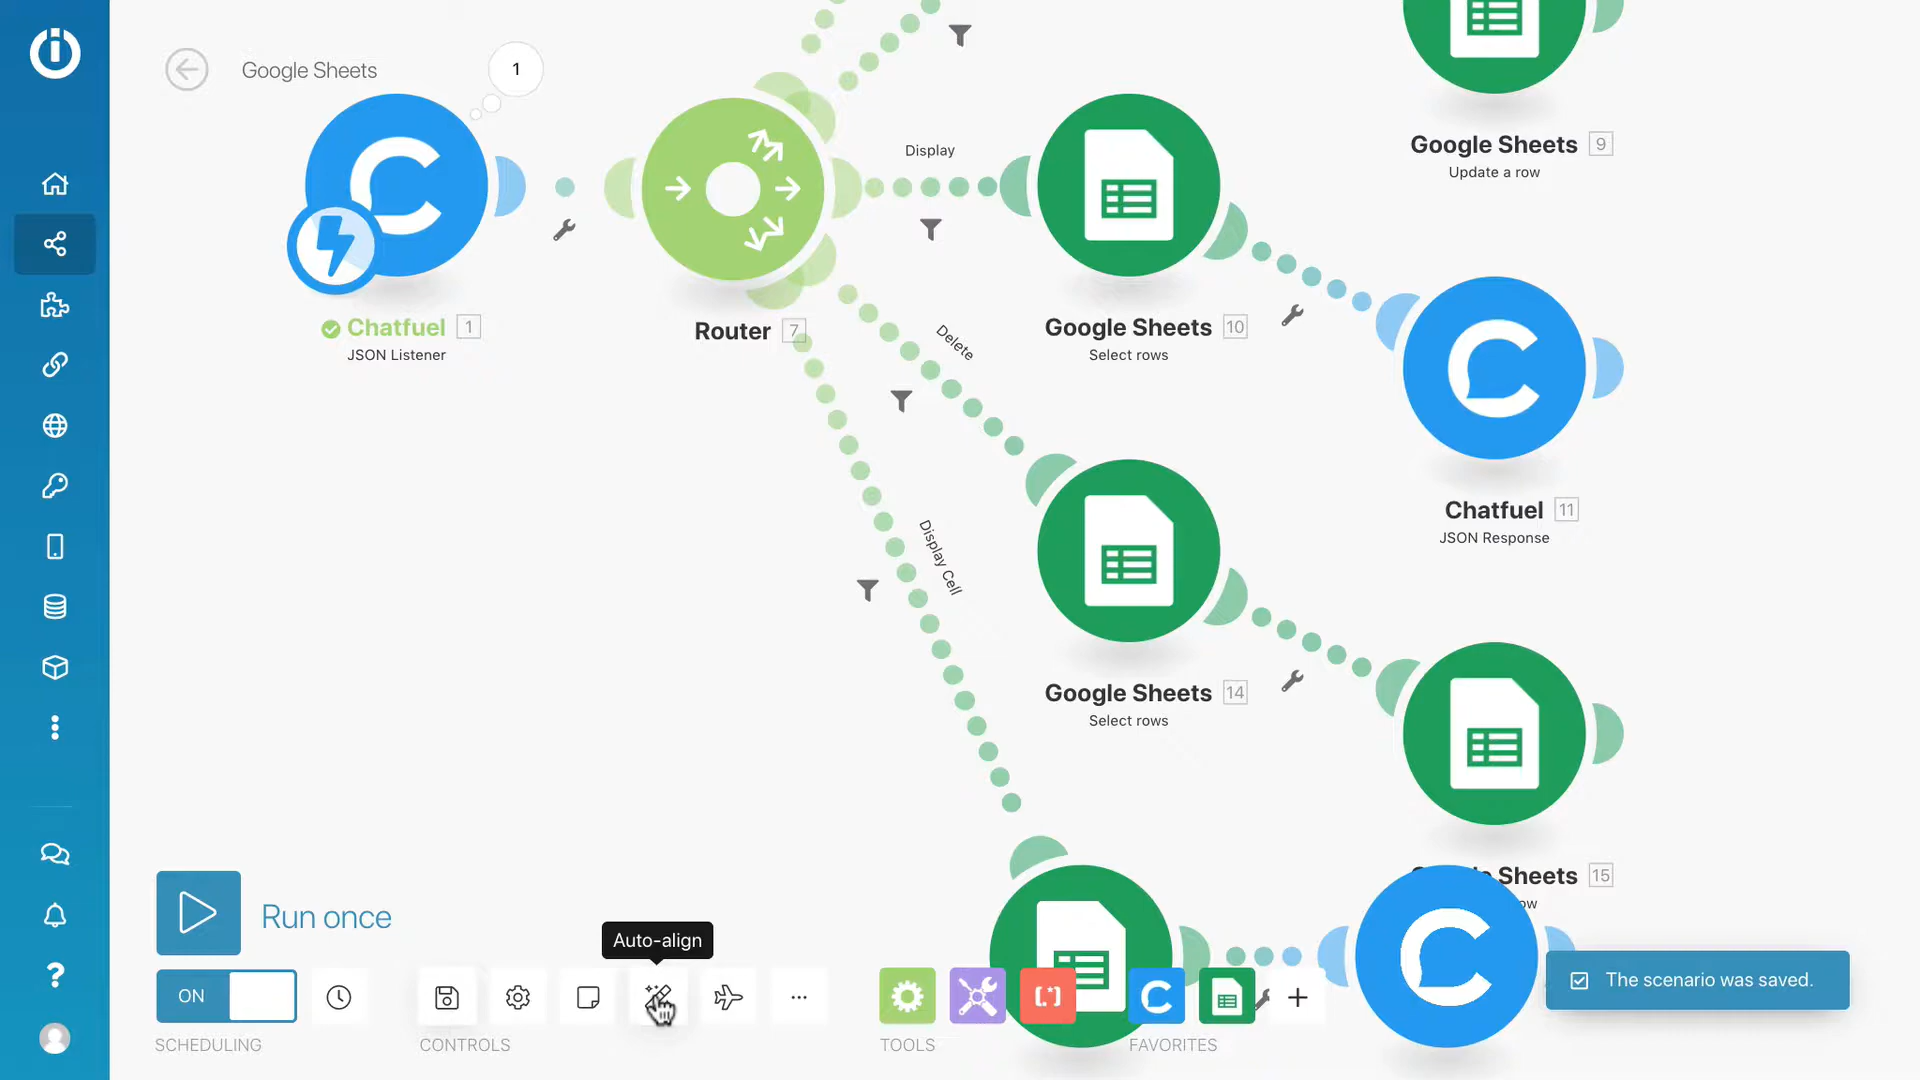 Google Sheets
1
Display
Google Sheets 9
Update a row
Chatfuel 1
JSON Listener
Router 7
Google Sheets 10
Select rows
Delete
Chatfuel 11
JSON Response
Display Cell
Google Sheets 14
Select rows
Sheets 15
ow
Run once
Auto-align
ON
The scenario was saved.
[.*]
SCHEDULING
CONTROLS
TOOLS
FAVORITES